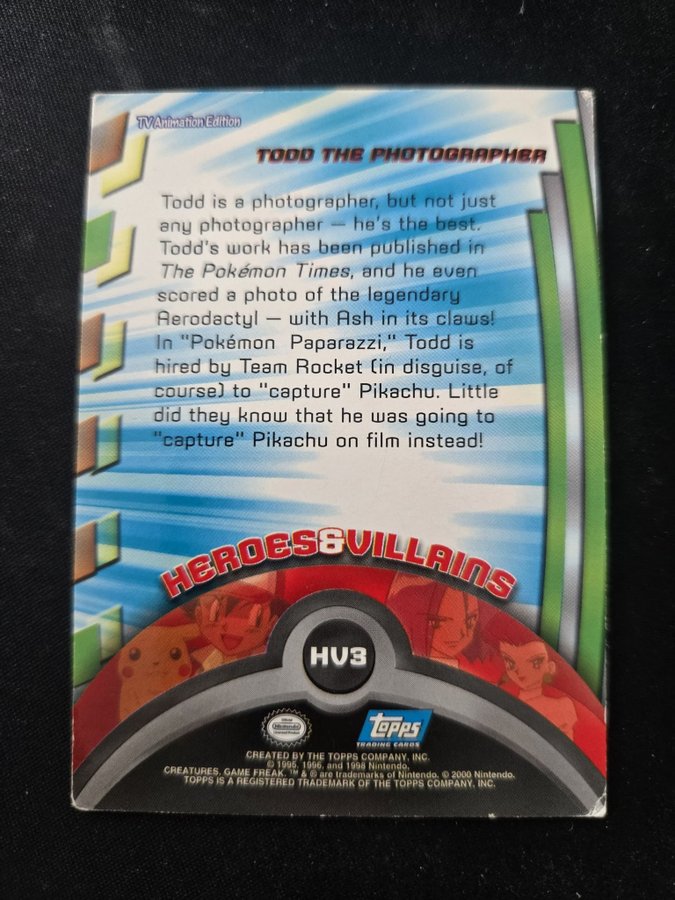 TV Animation Edition
TODD THE PHOTOGRAPHER
Todd is a photographer, but not just
any photographer — he's the best.
Todd's work has been published in
The Pokémon Times, and he even
scored a photo of the legendary
Aerodactyl — with Ash in its claws!
In "Pokémon Paparazzi," Todd is
hired by Team Rocket (in disguise, of
course) to "capture" Pikachu. Little
did they know that he was going to
"capture" Pikachu on film instead!
HEROES&VILLAINS
HV3
Official
Nintendo
Licensed Product
Topps
TRADING CARDS
CREATED BY THE TOPPS COMPANY, INC.
© 1995, 1996, and 1998 Nintendo,
CREATURES, GAME FREAK. ™ & ® are trademarks of Nintendo. © 2000 Nintendo.
TOPPS IS A REGISTERED TRADEMARK OF THE TOPPS COMPANY, INC.